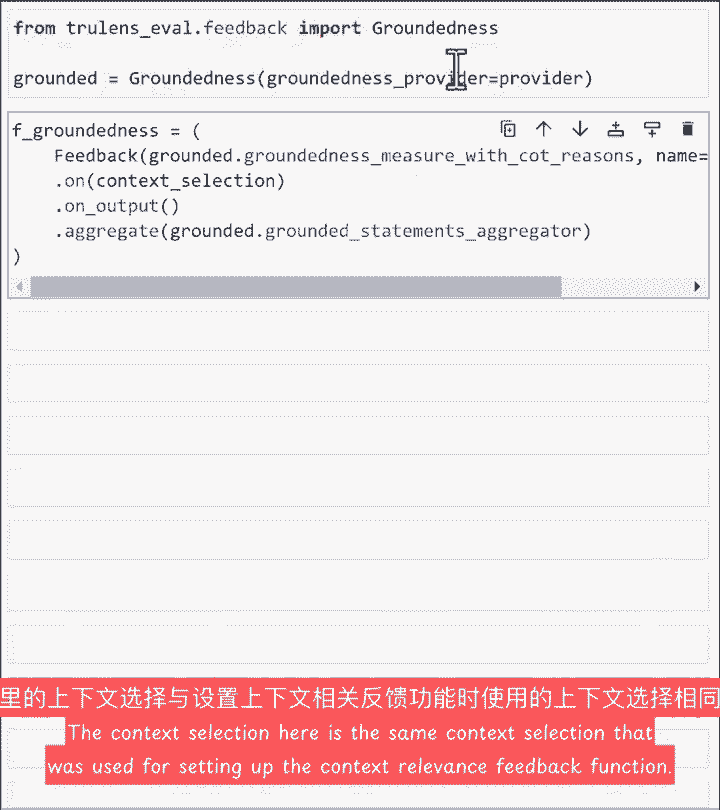 from trulens_eval.feedback import Groundedness
grounded = Groundedness(groundedness_provider=provider)
f_groundedness = (
    Feedback(grounded.groundedness_measure_with_cot_reasons, name=
    .on(context_selection)
    .on_output()
    .aggregate(grounded.grounded_statements_aggregator)
)
里的上下文选择与设置上下文相关反馈功能时使用的上下文选择相同
The context selection here is the same context selection that
was used for setting up the context relevance feedback function.